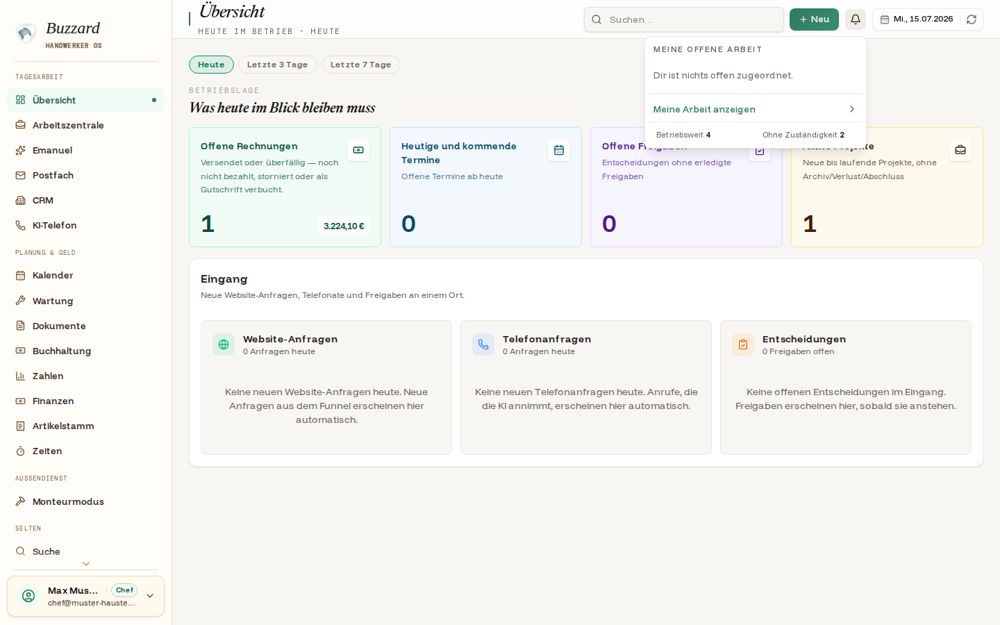 Buzzard
HANDWERKER OS
TAGESARBEIT
Übersicht
Arbeitszentrale
Emanuel
Postfach
CRM
KI-Telefon
PLANUNG & GELD
Kalender
Wartung
Dokumente
Buchhaltung
Zahlen
Finanzen
Artikelstamm
Zeiten
AUSSENDIENST
Monteurmodus
SELTEN
Suche
Max Mus… · Chef
chef@muster-hauste…
Übersicht
HEUTE IM BETRIEB - HEUTE
Suchen…
+ Neu
Mi., 15.07.2026
MEINE OFFENE ARBEIT
Dir ist nichts offen zugeordnet.
Meine Arbeit anzeigen
Betriebsweit 4
Ohne Zuständigkeit 2
Heute
Letzte 3 Tage
Letzte 7 Tage
BETRIEBSLAGE
Was heute im Blick bleiben muss
Offene Rechnungen
Versendet oder überfällig — noch
nicht bezahlt, storniert oder als
Gutschrift verbucht.
1
3.224,10 €
Heutige und kommende
Termine
Offene Termine ab heute
0
Offene Freigaben
Entscheidungen ohne erledigte
Freigaben
0
Neue bis laufende Projekte, ohne
Archiv/Verlust/Abschluss
1
Eingang
Neue Website-Anfragen, Telefonate und Freigaben an einem Ort.
Website-Anfragen
0 Anfragen heute
Keine neuen Website-Anfragen heute. Neue
Anfragen aus dem Funnel erscheinen hier
automatisch.
Telefonanfragen
0 Anfragen heute
Keine neuen Telefonanfragen heute. Anrufe, die
die KI annimmt, erscheinen hier automatisch.
Entscheidungen
0 Freigaben offen
Keine offenen Entscheidungen im Eingang.
Freigaben erscheinen hier, sobald sie anstehen.